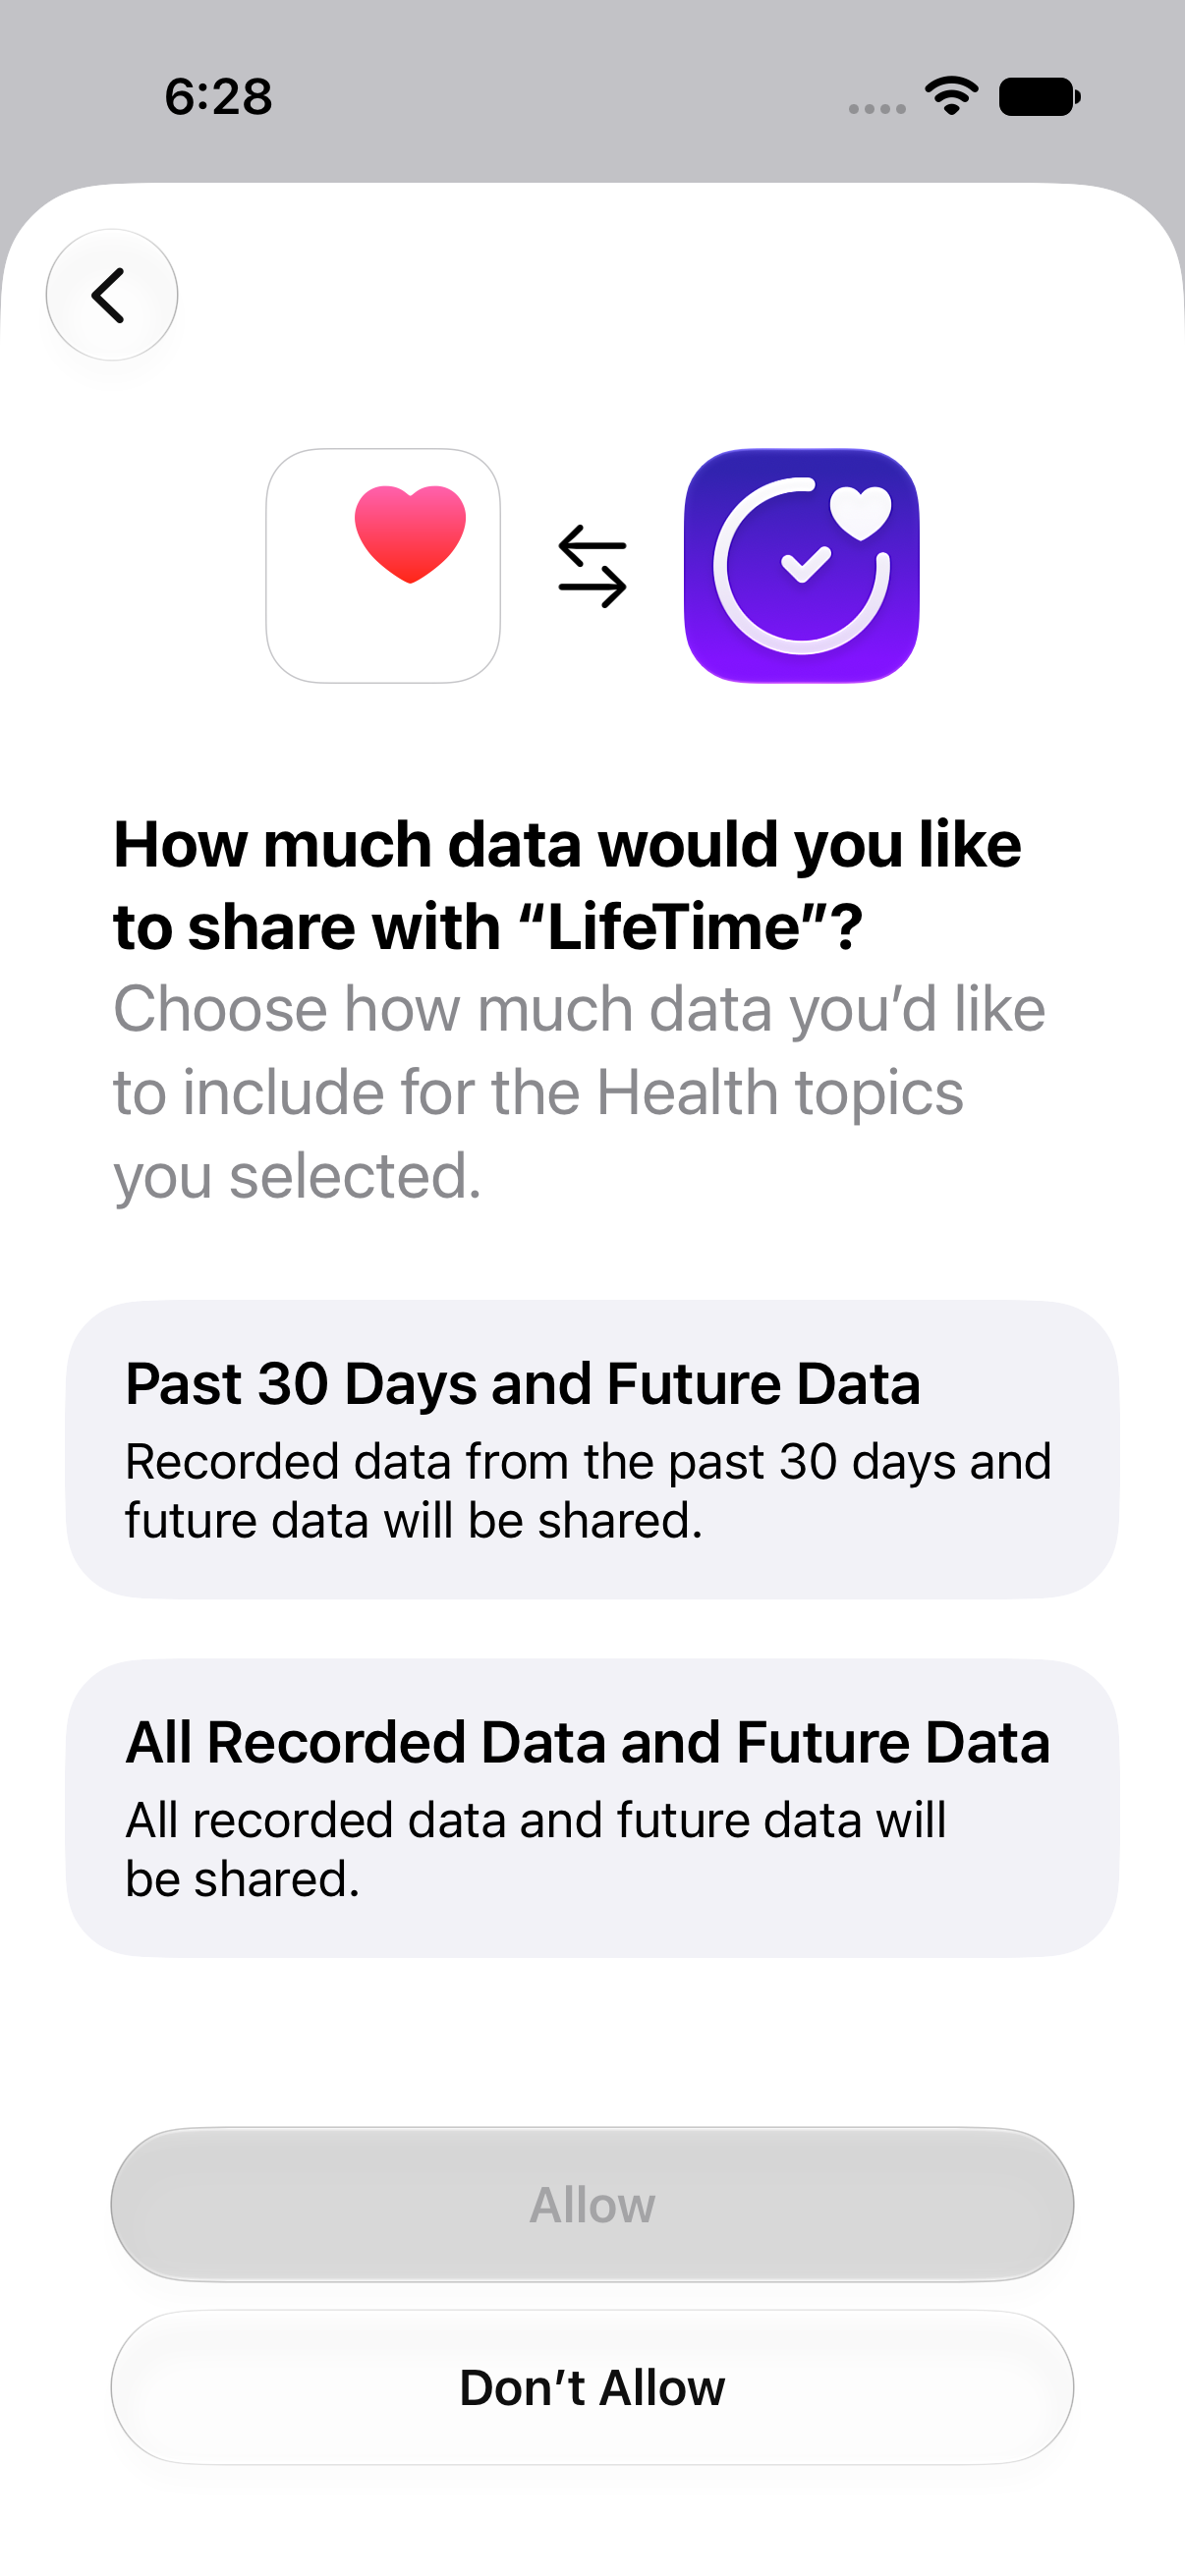 6:28
How much data would you like
to share with “LifeTime”?
Choose how much data you’d like
to include for the Health topics
you selected.
Past 30 Days and Future Data
Recorded data from the past 30 days and
future data will be shared.
All Recorded Data and Future Data
All recorded data and future data will
be shared.
Allow
Don’t Allow